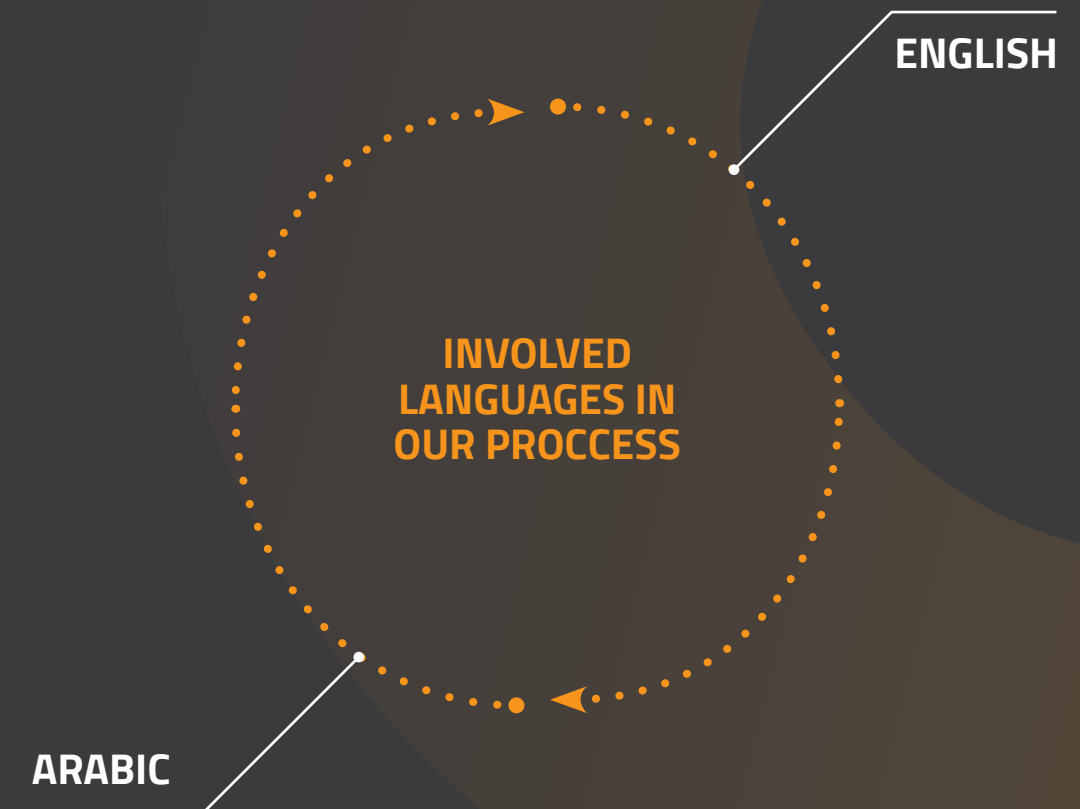 ENGLISH
INVOLVED
LANGUAGES IN
OUR PROCCESS
ARABIC